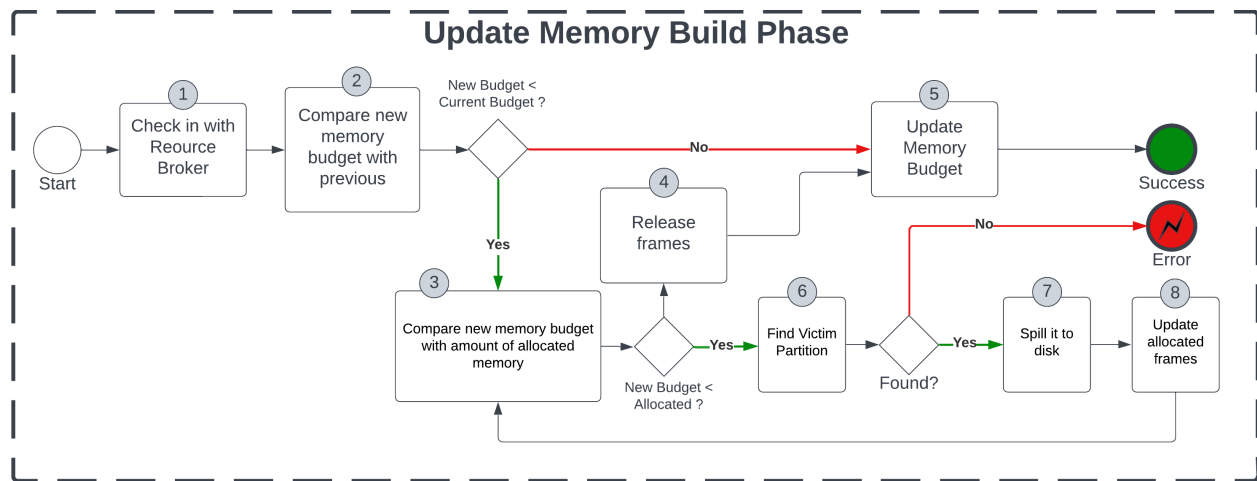 Update Memory Build Phase
Start
1
Check in with
Reource
Broker
2
Compare new
memory
budget with
previous
New Budget <
Current Budget ?
No
Yes
5
Update
Memory
Budget
Success
4
Release
frames
No
Error
3
Compare new memory budget
with amount of allocated
memory
New Budget <
Allocated ?
Yes
6
Find Victim
Partition
Found?
Yes
7
Spill it to
disk
8
Update
allocated
frames